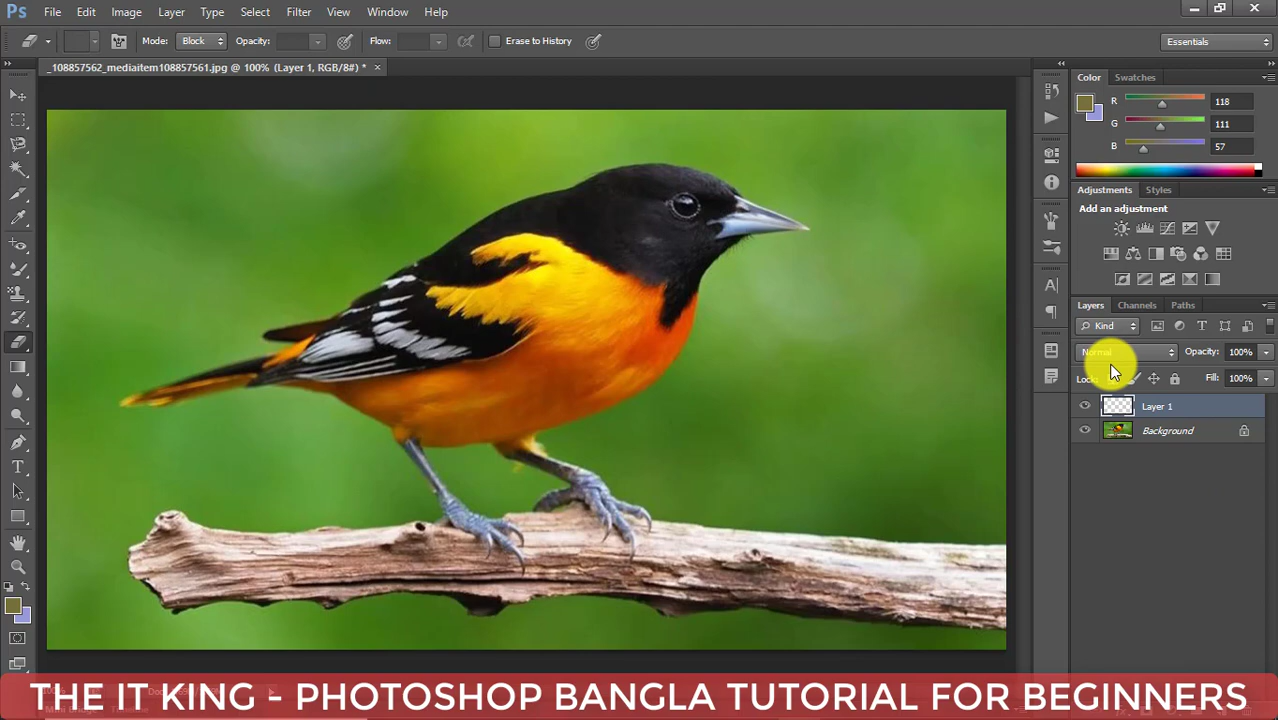 Ps File Edit Image Layer Type Select Filter View Window Help
Mode: Block Opacity: Flow: Erase to History Essentials
_108857562_mediaitem108857561.jpg @ 100% (Layer 1, RGB/8#) * ×
Color Swatches
R 118
G 111
B 57
Adjustments Styles
Add an adjustment
Layers Channels Paths
Kind
Normal Opacity: 100%
Lock: Fill: 100%
Layer 1
Background
THE IT KING - PHOTOSHOP BANGLA TUTORIAL FOR BEGINNERS